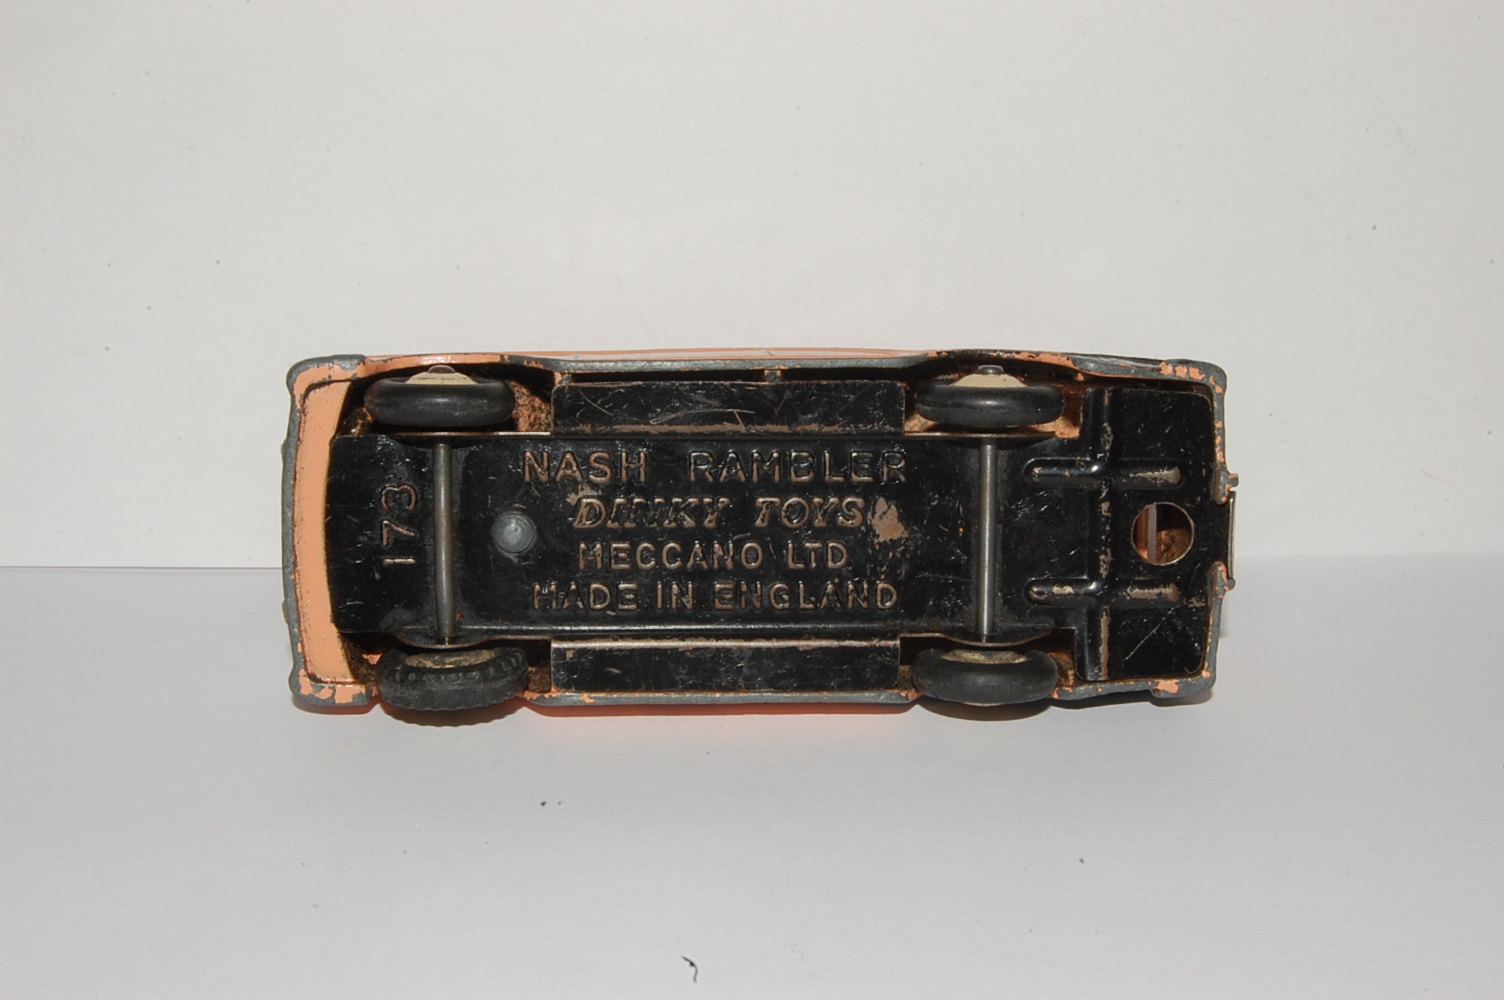 NASH RAMBLER
DINKY TOYS
MECCANO LTD
MADE IN ENGLAND
173